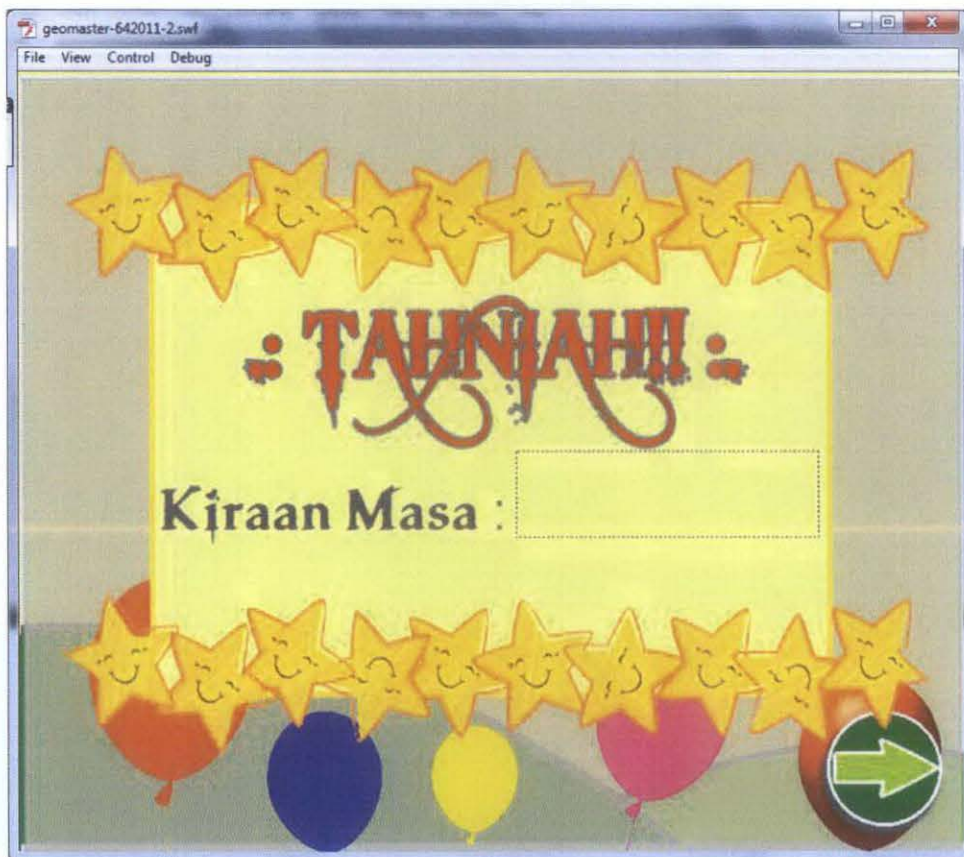 geomaster-642011-2.swf
File View Control Debug
TAHNIAH!!
Kiraan Masa :